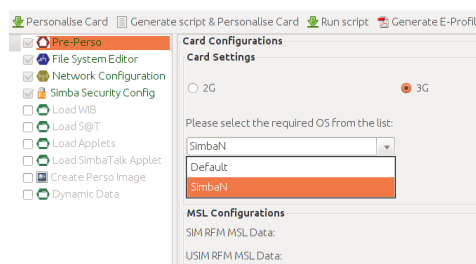 Personalise Card Generate script & Personalise Card Run script Generate E-Profil
Pre-Perso
File System Editor
Network Configuration
Simba Security Config
Load WIB
Load S@T
Load Applets
Load SimbaTalk Applet
Create Perso Image
Dynamic Data
Card Configurations
Card Settings
2G 3G
Please select the required OS from the list:
SimbaN
Default
SimbaN
MSL Configurations
SIM RFM MSL Data:
USIM RFM MSL Data: